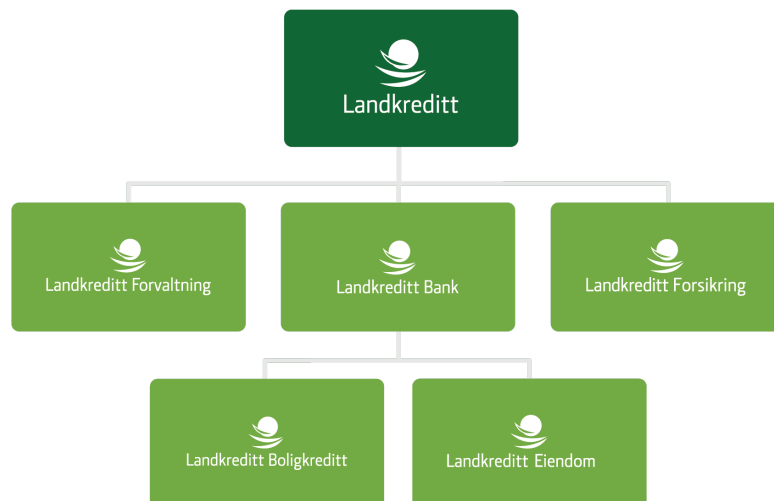 Landkreditt
Landkreditt Forvaltning
Landkreditt Bank
Landkreditt Forsikring
Landkreditt Boligkreditt
Landkreditt Eiendom